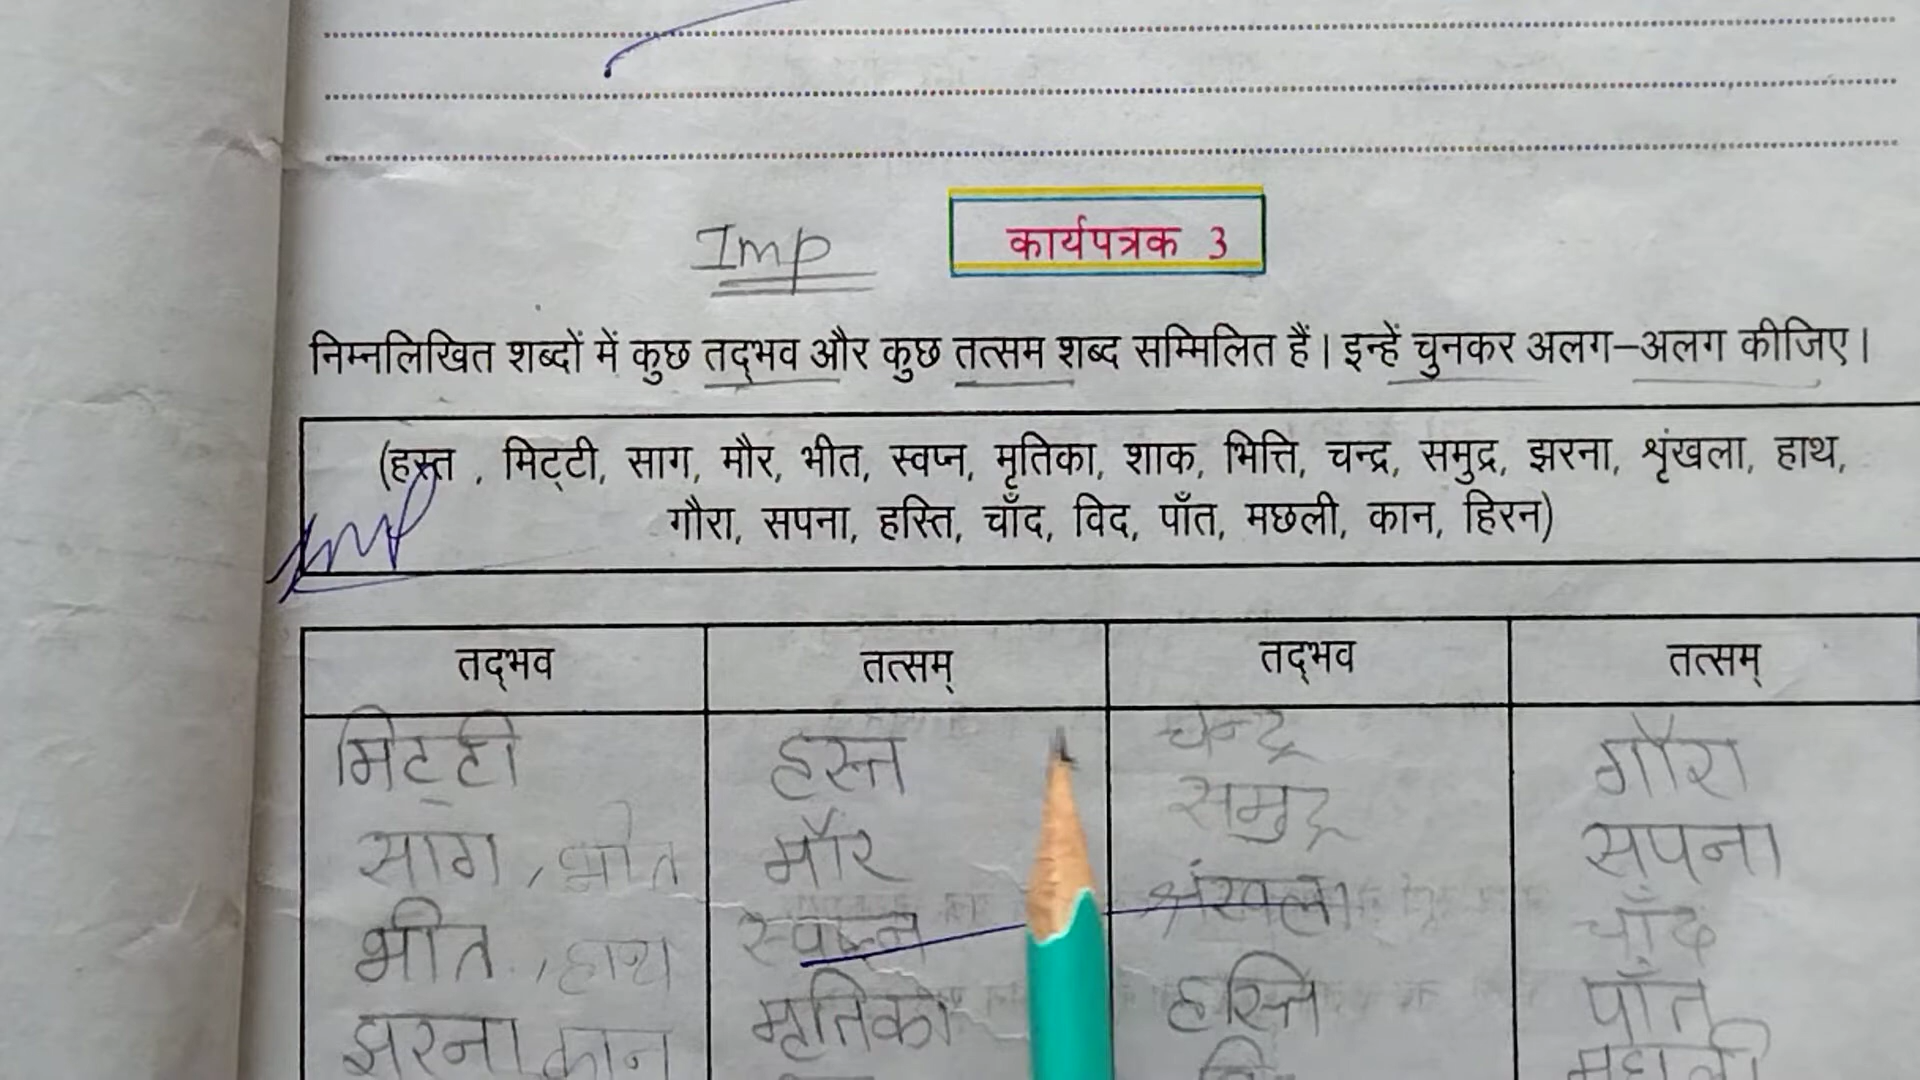 Imp
कार्यपत्रक 3
निम्नलिखित शब्दों में कुछ तद्भव और कुछ तत्सम शब्द सम्मिलित हैं। इन्हें चुनकर अलग–अलग कीजिए।
(हस्त , मिट्टी, साग, मौर, भीत, स्वप्न, मृतिका, शाक, भित्ति, चन्द्र, समुद्र, झरना, शृंखला, हाथ,
गौरा, सपना, हस्ति, चाँद, विद, पाँत, मछली, कान, हिरन)
Imp
तद्भव तत्सम् तद्भव तत्सम्
मिट्टी हस्त चन्द्र गौरा
साग, भीत मौर समुद्र सपना
भीत, हाथ स्वप्न श्रंखला चाँद
झरना कान मृतिका हस्ति पाँत
मछली